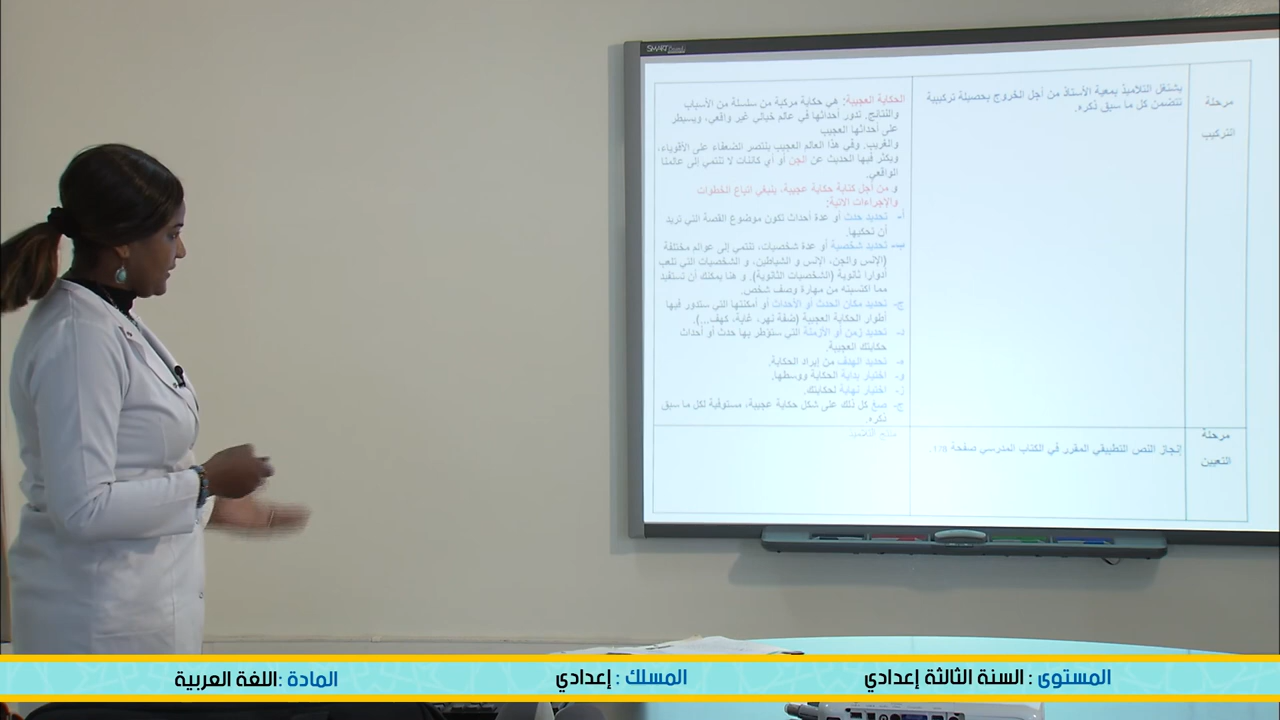 SMART Board
مرحلة
التركيب
يشتغل التلاميذ بمعية الأستاذ من أجل الخروج بحصيلة تركيبية
تتضمن كل ما سبق ذكره.
الحكاية العجيبة: هي حكاية مركبة من سلسلة من الأسباب
والنتائج. تدور أحداثها في عالم خيالي غير واقعي، ويسيطر
على أحداثها العجيب
والغريب. وفي هذا العالم العجيب ينتصر الضعفاء على الأقوياء،
ويكثر فيها الحديث عن الجن أو أي كائنات لا تنتمي إلى عالمنا
الواقعي.
و من أجل كتابة حكاية عجيبة، ينبغي اتباع الخطوات
والإجراءات الآتية:
أ- تحديد حدث أو عدة أحداث تكون موضوع القصة التي تريد
أن تحكيها.
ب- تحديد شخصية أو عدة شخصيات، تنتمي إلى عوالم مختلفة
(الإنس والجن، الإنس و الشياطين، و الشخصيات التي تلعب
أدوارا ثانوية (الشخصيات الثانوية). و هنا يمكنك أن تستفيد
مما اكتسبته من مهارة وصف شخص.
ج- تحديد مكان الحدث أو الأحداث أو أمكنتها التي ستدور فيها
أطوار الحكاية العجيبة (ضفة نهر، غابة، كهف...).
د- تحديد زمن أو الأزمنة التي ستؤطر بها حدث أو أحداث
حكايتك العجيبة.
ه- تحديد الهدف من إيراد الحكاية.
و- اختيار بداية الحكاية ووسطها.
ز- اختيار نهاية لحكايتك.
ح- صغ كل ذلك على شكل حكاية عجيبة، مستوفية لكل ما سبق
ذكره.
مرحلة
التعيين
إنجاز النص التطبيقي المقرر في الكتاب المدرسي صفحة 178.
المستوى : السنة الثالثة إعدادي
المسلك : إعدادي
المادة :اللغة العربية